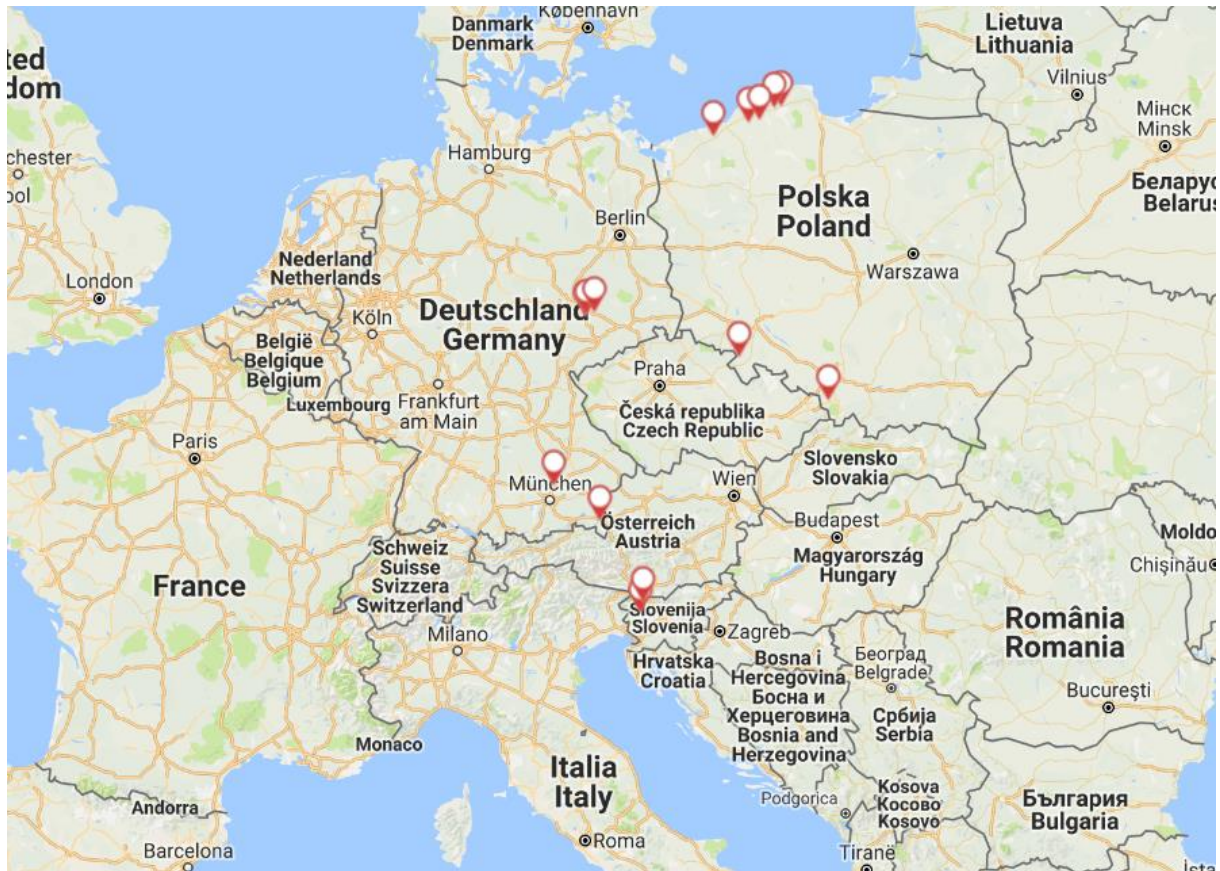 København
Danmark
Denmark
Lietuva
Lithuania
ted
dom
Vilnius
Мінск
Minsk
chester
ool
Hamburg
Беларус
Belarus
Polska
Poland
Berlin
Nederland
Netherlands
Warszawa
London
Deutschland
Germany
Köln
België
Belgique
Belgium
Praha
Luxembourg
Frankfurt
am Main
Česká republika
Czech Republic
Paris
Slovensko
Slovakia
München
Wien
Österreich
Austria
Budapest
Magyarország
Hungary
Moldo
Chișinău
Schweiz
Suisse
Svizzera
Switzerland
France
Slovenija
Slovenia
Zagreb
Milano
România
Romania
Hrvatska
Croatia
Bosna i
Hercegovina
Босна и
Херцеговина
Bosnia and
Herzegovina
Београд
Belgrade
București
Србија
Serbia
Monaco
Italia
Italy
Podgorica
Kosova
Косово
Kosovo
България
Bulgaria
Andorra
Roma
Barcelona
Tiranë
İsta